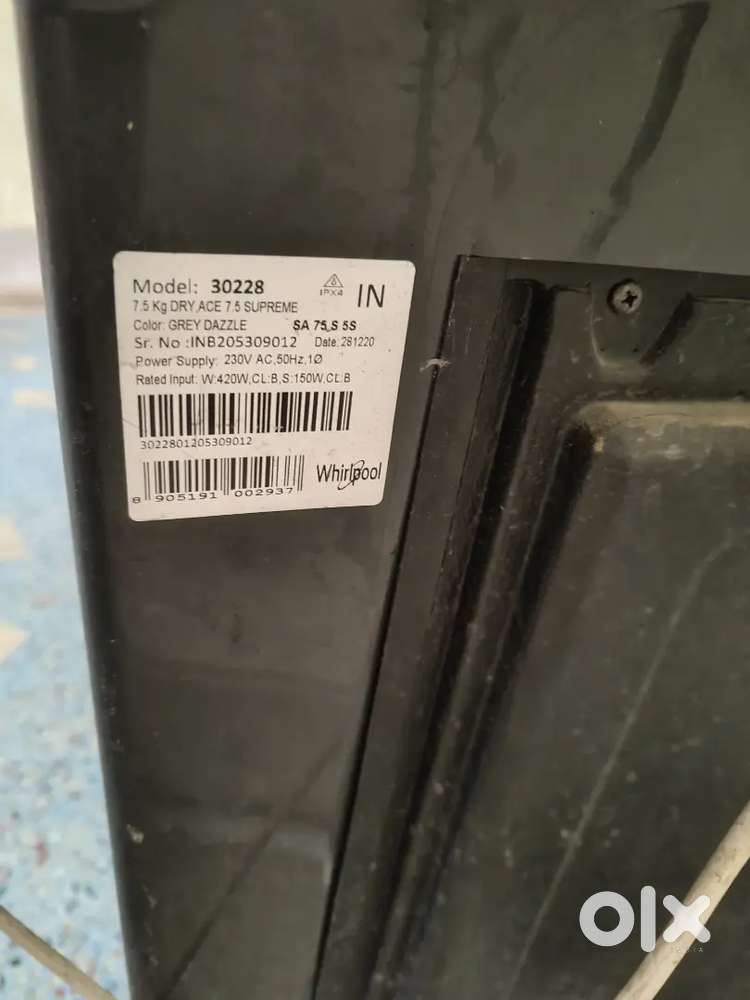 Model: 30228
IPX4
IN
7.5 Kg DRY,ACE 7.5 SUPREME
Color: GREY DAZZLE SA 75,S 5S
Sr. No :INB205309012 Date: 281220
Power Supply: 230V AC,50Hz,1Ø
Rated Input: W:420W,CL:B,S:150W,CL:B
3022801205309012
8 905191 002937
Whirlpool
olx
INDIA